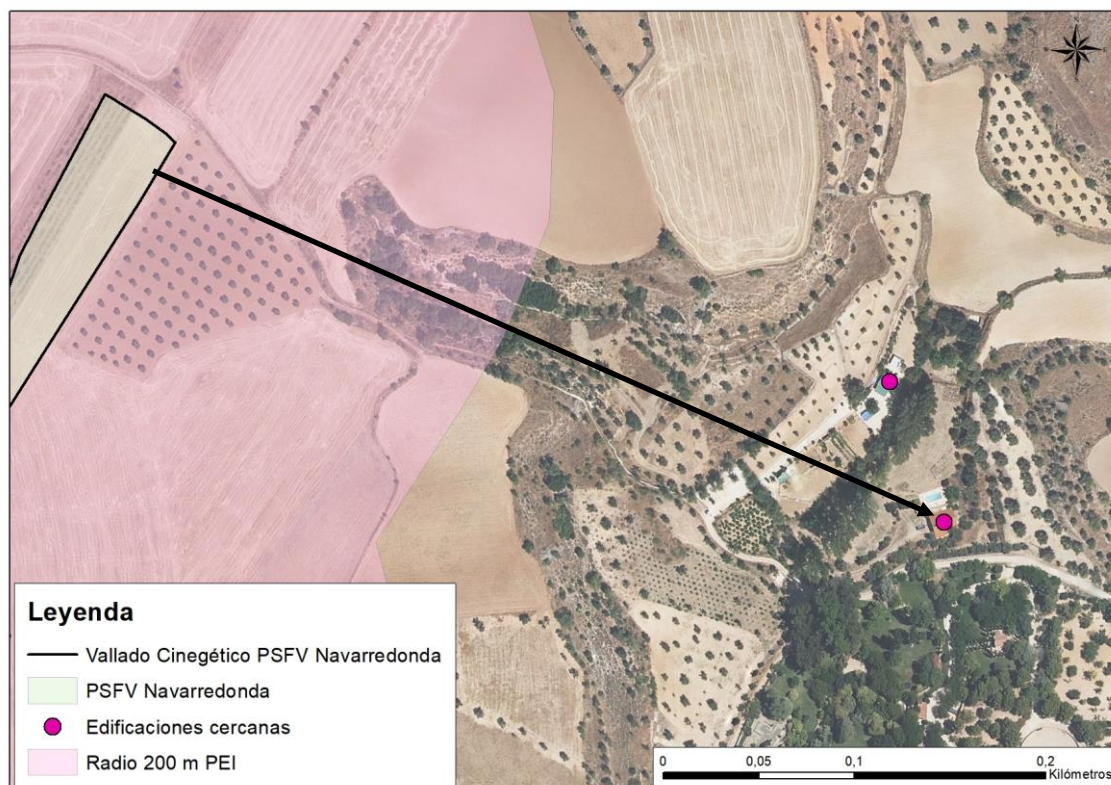 Leyenda
Vallado Cinegético PSFV Navarredonda
PSFV Navarredonda
Edificaciones cercanas
Radio 200 m PEI
0 0,05 0,1 0,2
Kilómetros